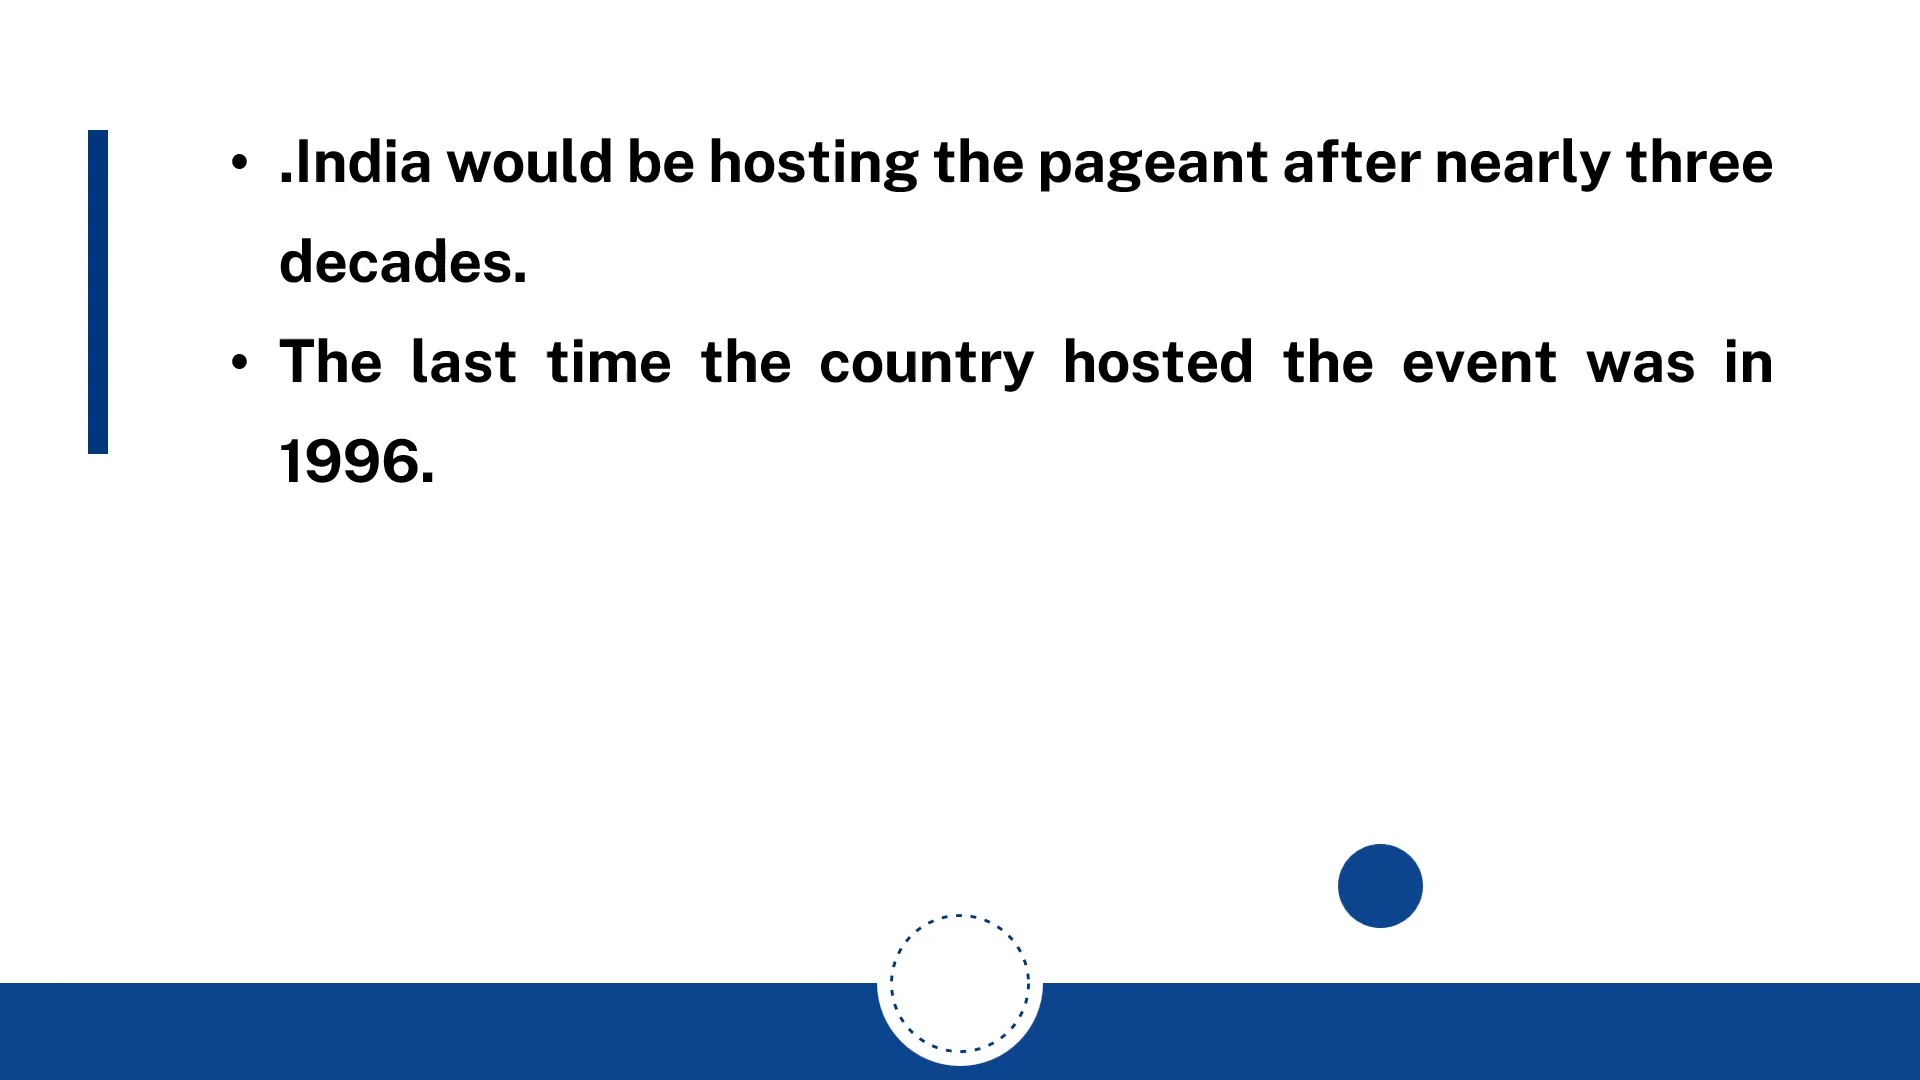 • .India would be hosting the pageant after nearly three
decades.
• The last time the country hosted the event was in
1996.